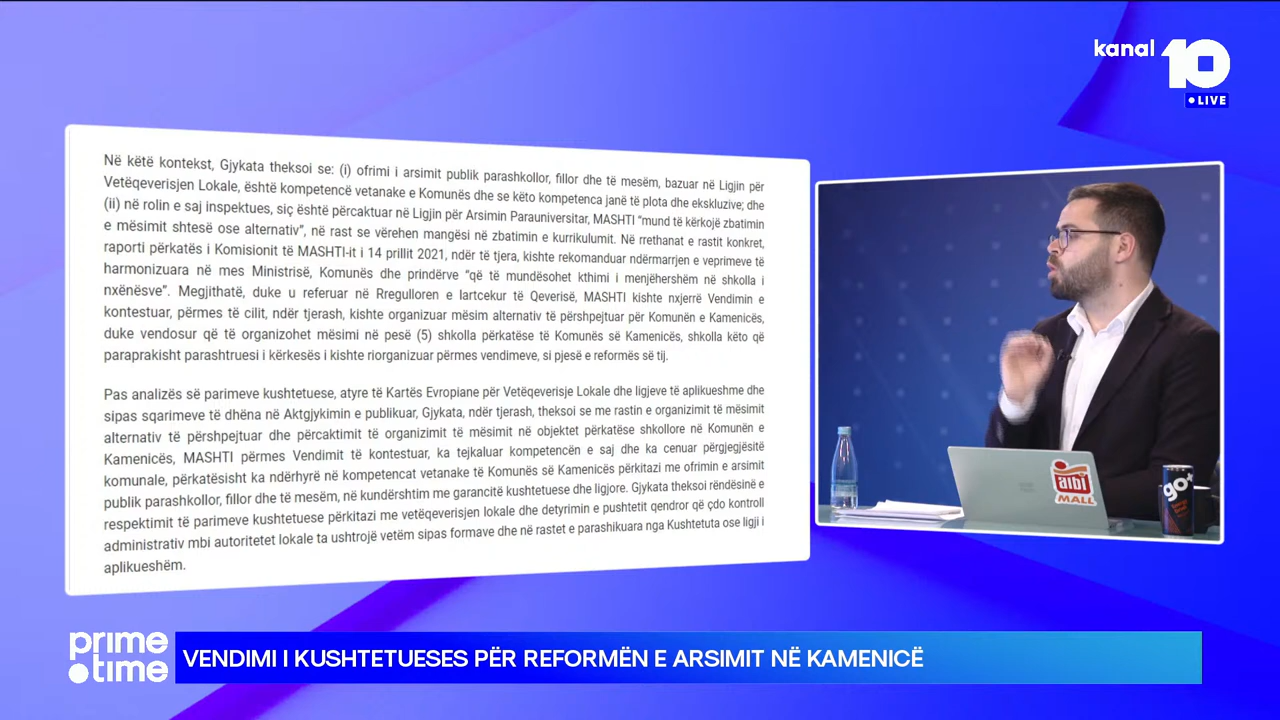 kanal 10
LIVE
Në këtë kontekst, Gjykata theksoi se: (i) ofrimi i arsimit publik parashkollor, fillor dhe të mesëm, bazuar në Ligjin për
Vetëqeverisjen Lokale, është kompetencë vetanake e Komunës dhe se këto kompetenca janë të plota dhe ekskluzive; dhe
(ii) në rolin e saj inspektues, siç është përcaktuar në Ligjin për Arsimin Parauniversitar, MASHTI "mund të kërkojë zbatimin
e mësimit shtesë ose alternativ", në rast se vërehen mangësi në zbatimin e kurrikulumit. Në rrethanat e rastit konkret,
raporti përkatës i Komisionit të MASHTI-it i 14 prillit 2021, ndër të tjera, kishte rekomanduar ndërmarrjen e veprimeve të
harmonizuara në mes Ministrisë, Komunës dhe prindërve "që të mundësohet kthimi i menjëhershëm në shkolla i
nxënësve". Megjithatë, duke u referuar në Rregulloren e lartcekur të Qeverisë, MASHTI kishte nxjerrë Vendimin e
kontestuar, përmes të cilit, ndër tjerash, kishte organizuar mësim alternativ të përshpejtuar për Komunën e Kamenicës,
duke vendosur që të organizohet mësimi në pesë (5) shkolla përkatëse të Komunës së Kamenicës, shkolla këto që
paraprakisht parashtruesi i kërkesës i kishte riorganizuar përmes vendimeve, si pjesë e reformës së tij.
Pas analizës së parimeve kushtetuese, atyre të Kartës Evropiane për Vetëqeverisje Lokale dhe ligjeve të aplikueshme dhe
sipas sqarimeve të dhëna në Aktgjykimin e publikuar, Gjykata, ndër tjerash, theksoi se me rastin e organizimit të mësimit
alternativ të përshpejtuar dhe përcaktimit të organizimit të mësimit në objektet përkatëse shkollore në Komunën e
Kamenicës, MASHTI përmes Vendimit të kontestuar, ka tejkaluar kompetencën e saj dhe ka cenuar përgjegjësitë
komunale, përkatësisht ka ndërhyrë në kompetencat vetanake të Komunës së Kamenicës përkitazi me ofrimin e arsimit
publik parashkollor, fillor dhe të mesëm, në kundërshtim me garancitë kushtetuese dhe ligjore. Gjykata theksoi rëndësinë e
respektimit të parimeve kushtetuese përkitazi me vetëqeverisjen lokale dhe detyrimin e pushtetit qendror që çdo kontroll
administrativ mbi autoritetet lokale ta ushtrojë vetëm sipas formave dhe në rastet e parashikuara nga Kushtetuta ose ligji i
aplikueshëm.
albi
MALL
go+
prime
time
VENDIMI I KUSHTETUESES PËR REFORMËN E ARSIMIT NË KAMENICË